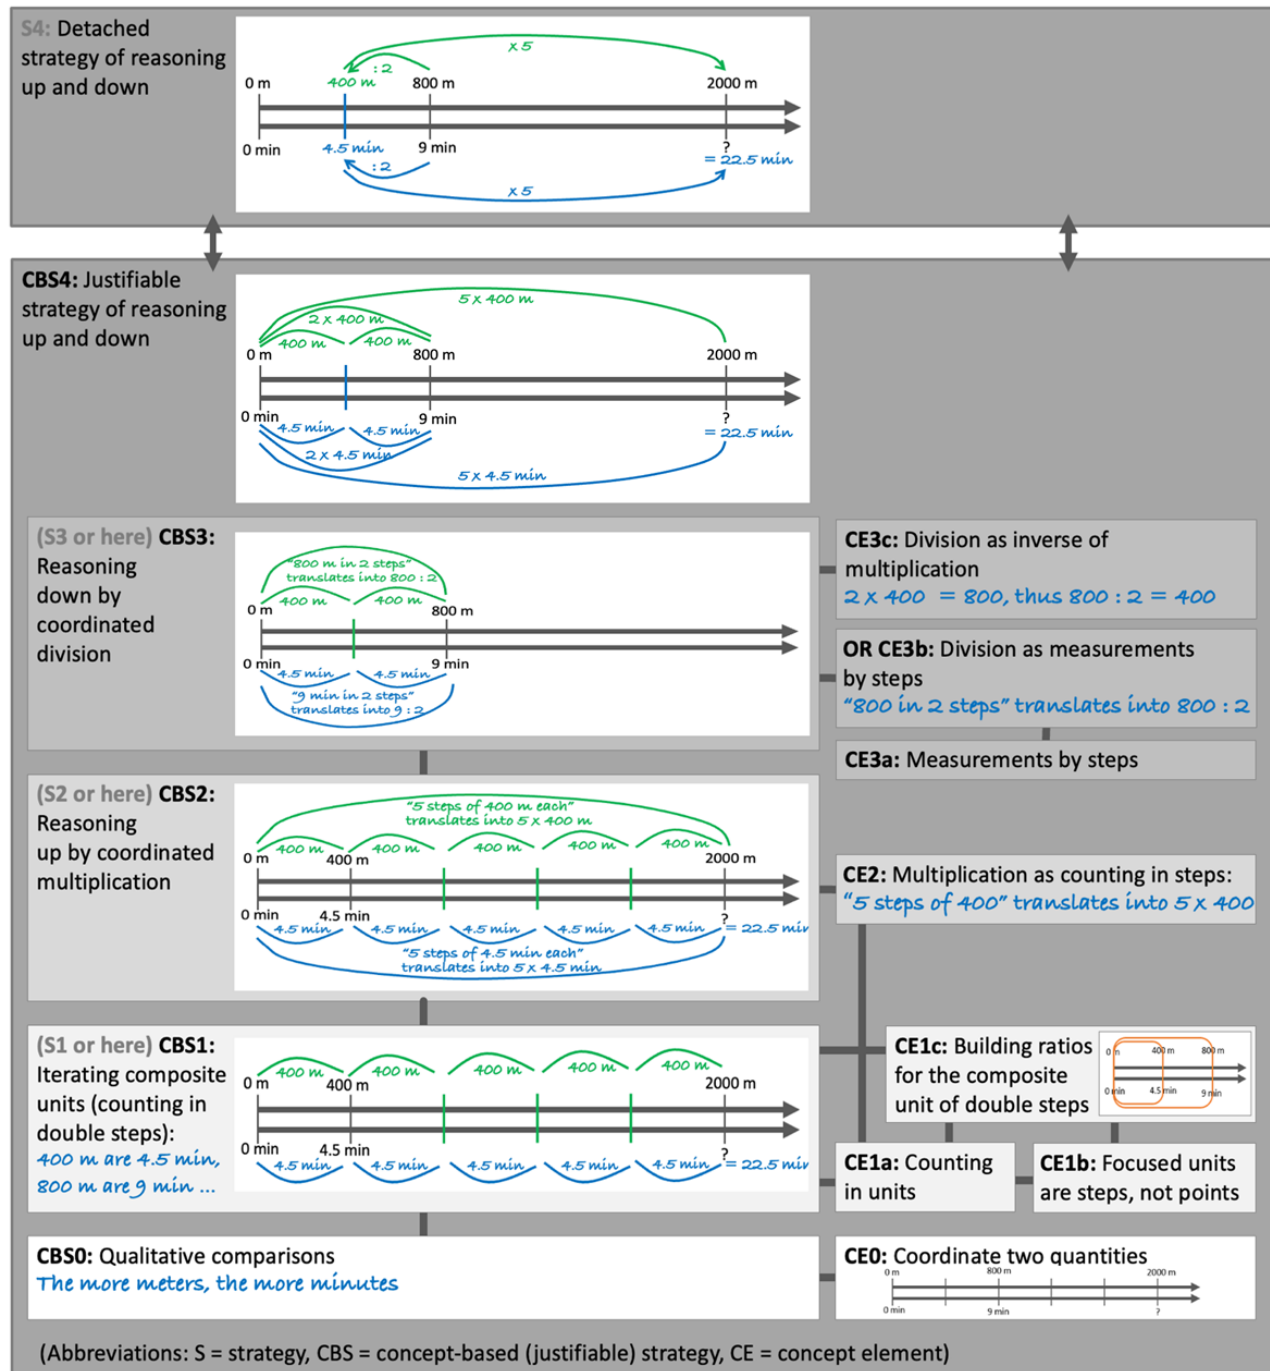 S4: Detached
strategy of reasoning
up and down
x 5
: 2
400 m
0 m
800 m
2000 m
0 min
4.5 min
9 min
?
= 22.5 min
: 2
x 5
CBS4: Justifiable
strategy of reasoning
up and down
5 x 400 m
2 x 400 m
400 m
400 m
0 m
800 m
2000 m
0 min
9 min
?
4.5 min
4.5 min
= 22.5 min
2 x 4.5 min
5 x 4.5 min
(S3 or here) CBS3:
Reasoning
down by
coordinated
division
"800 m in 2 steps"
translates into 800 : 2
400 m
400 m
0 m
800 m
0 min
9 min
4.5 min
4.5 min
"9 min in 2 steps"
translates into 9 : 2
CE3c: Division as inverse of
multiplication
2 x 400 = 800, thus 800 : 2 = 400
OR CE3b: Division as measurements
by steps
"800 in 2 steps" translates into 800 : 2
CE3a: Measurements by steps
(S2 or here) CBS2:
Reasoning
up by coordinated
multiplication
"5 steps of 400 m each"
translates into 5 x 400 m
400 m
400 m
400 m
400 m
400 m
0 m
400 m
2000 m
0 min
4.5 min
?
4.5 min
4.5 min
4.5 min
4.5 min
4.5 min
= 22.5 min
"5 steps of 4.5 min each"
translates into 5 x 4.5 min
CE2: Multiplication as counting in steps:
"5 steps of 400" translates into 5 x 400
(S1 or here) CBS1:
Iterating composite
units (counting in
double steps):
400 m are 4.5 min,
800 m are 9 min ...
400 m
400 m
400 m
400 m
400 m
0 m
400 m
2000 m
0 min
4.5 min
?
4.5 min
4.5 min
4.5 min
4.5 min
4.5 min
= 22.5 min
CE1c: Building ratios
for the composite
unit of double steps
0 m
400 m
800 m
0 min
4.5 min
9 min
CE1a: Counting
in units
CE1b: Focused units
are steps, not points
CBS0: Qualitative comparisons
The more meters, the more minutes
CE0: Coordinate two quantities
0 m
800 m
2000 m
0 min
9 min
?
(Abbreviations: S = strategy, CBS = concept-based (justifiable) strategy, CE = concept element)